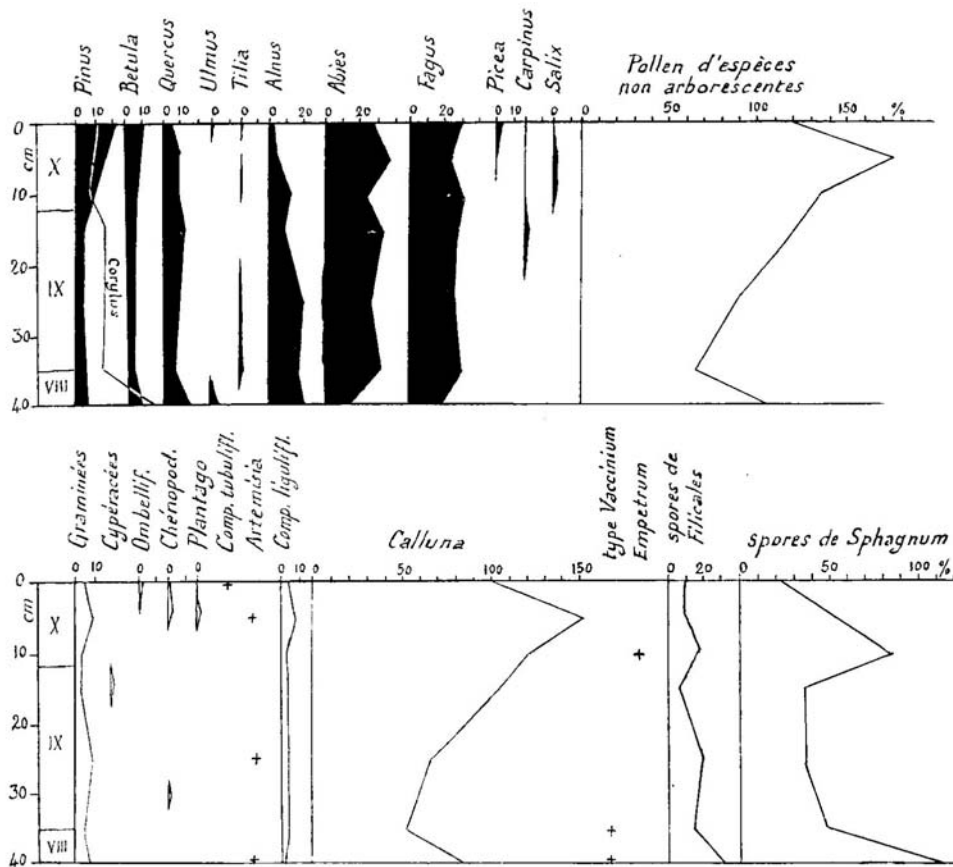 Pinus Betula Quercus Ulmus Tilia Alnus Abies Fagus Picea Carpinus Salix
Pollen d'espèces
non arborescentes
0 10 0 10 0 10 0 0 0 20 0 20 0 20 0 10 0 0 50 100 150 %
0
cm
X
10
Corylus
20
IX
30
VIII
40
Graminées Cypéracées Ombellif. Chénopod. Plantago Comp. tubulifl. Artemisia Comp. ligulifl. Calluna type Vaccinium Empetrum spores de Filicales spores de Sphagnum
0 10 0 0 0 0 10 0 50 100 150 0 20 0 50 100 %
0
cm
X
10
20
IX
30
VIII
40